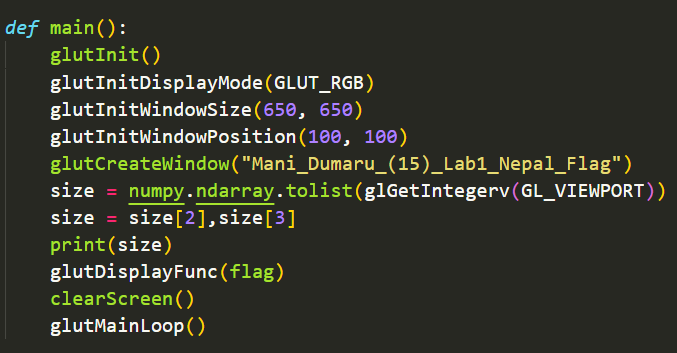 def main():
    glutInit()
    glutInitDisplayMode(GLUT_RGB)
    glutInitWindowSize(650, 650)
    glutInitWindowPosition(100, 100)
    glutCreateWindow("Mani_Dumaru_(15)_Lab1_Nepal_Flag")
    size = numpy.ndarray.tolist(glGetIntegerv(GL_VIEWPORT))
    size = size[2],size[3]
    print(size)
    glutDisplayFunc(flag)
    clearScreen()
    glutMainLoop()